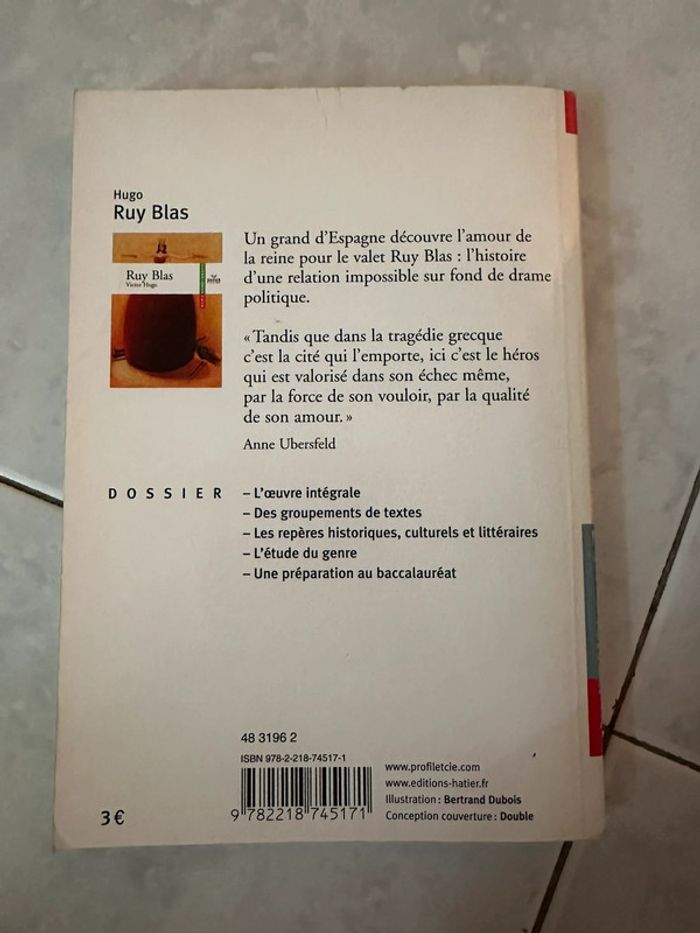 Hugo
Ruy Blas
Ruy Blas
Victor Hugo
Un grand d'Espagne découvre l'amour de
la reine pour le valet Ruy Blas : l'histoire
d'une relation impossible sur fond de drame
politique.
« Tandis que dans la tragédie grecque
c'est la cité qui l'emporte, ici c'est le héros
qui est valorisé dans son échec même,
par la force de son vouloir, par la qualité
de son amour. »
Anne Ubersfeld
DOSSIER
– L'œuvre intégrale
– Des groupements de textes
– Les repères historiques, culturels et littéraires
– L'étude du genre
– Une préparation au baccalauréat
48 3196 2
ISBN 978-2-218-74517-1
9 782218 745171
www.profiletcie.com
www.editions-hatier.fr
Illustration : Bertrand Dubois
Conception couverture : Double
3 €